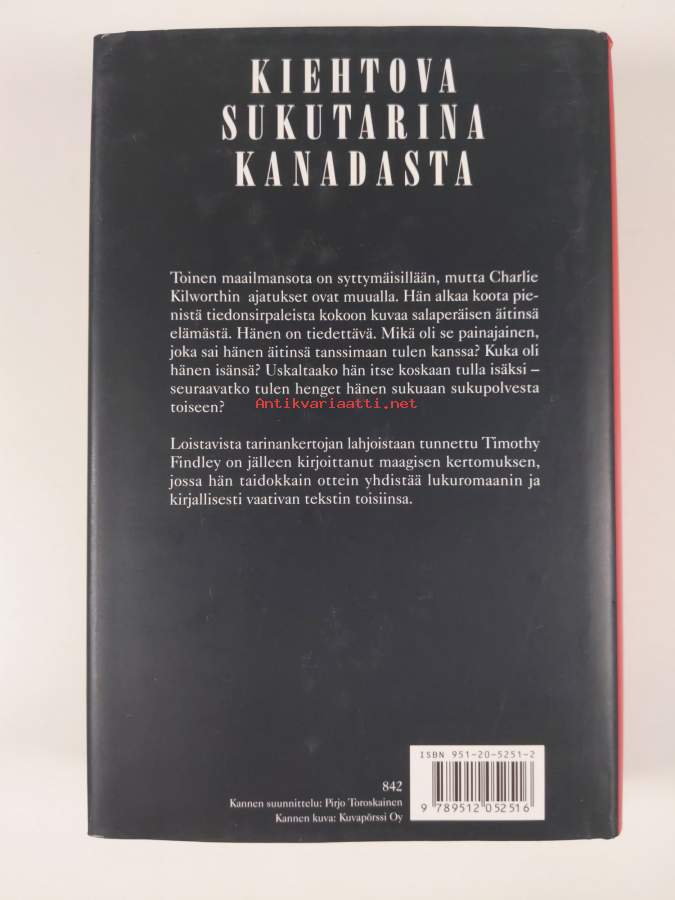 KIEHTOVA
SUKUTARINA
KANADASTA
Toinen maailmansota on syttymäisillään, mutta Charlie
Kilworthin ajatukset ovat muualla. Hän alkaa koota pie-
nistä tiedonsirpaleista kokoon kuvaa salaperäisen äitinsä
elämästä. Hänen on tiedettävä. Mikä oli se painajainen,
joka sai hänen äitinsä tanssimaan tulen kanssa? Kuka oli
hänen isänsä? Uskaltaako hän itse koskaan tulla isäksi –
seuraavatko tulen henget hänen sukuaan sukupolvesta
toiseen?
Antikvariaatti.net
Loistavista tarinankertojan lahjoistaan tunnettu Timothy
Findley on jälleen kirjoittanut maagisen kertomuksen,
jossa hän taidokkain ottein yhdistää lukuromaanin ja
kirjallisesti vaativan tekstin toisiinsa.
ISBN 951-20-5251-2
9 789512 052516
842
Kannen suunnittelu: Pirjo Toroskainen
Kannen kuva: Kuvapörssi Oy